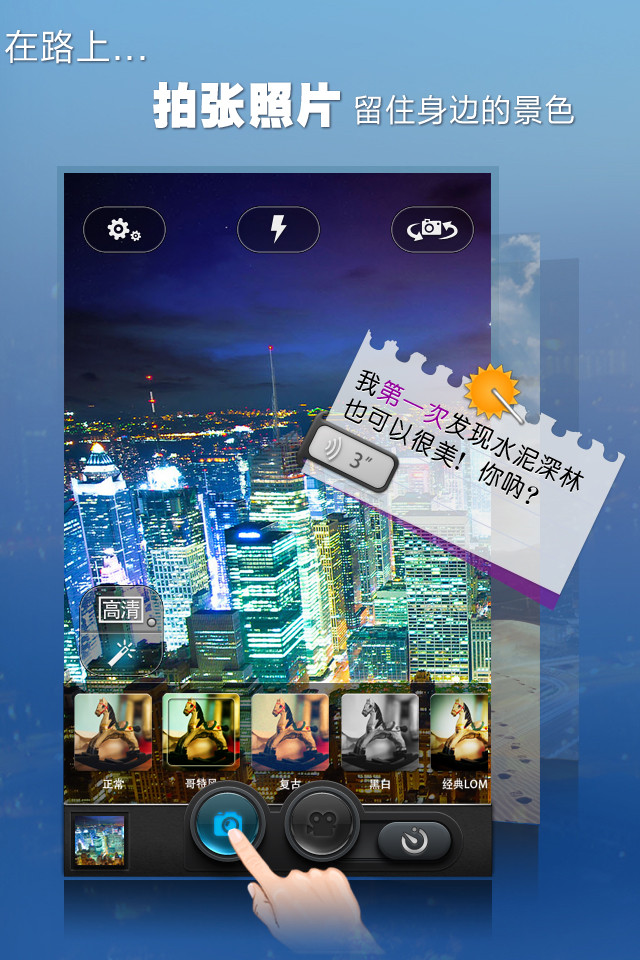 在路上...
拍张照片 留住身边的景色
我第一次发现水泥深林
也可以很美！你呐？
3"
高清
正常
哥特风
复古
黑白
经典LOM